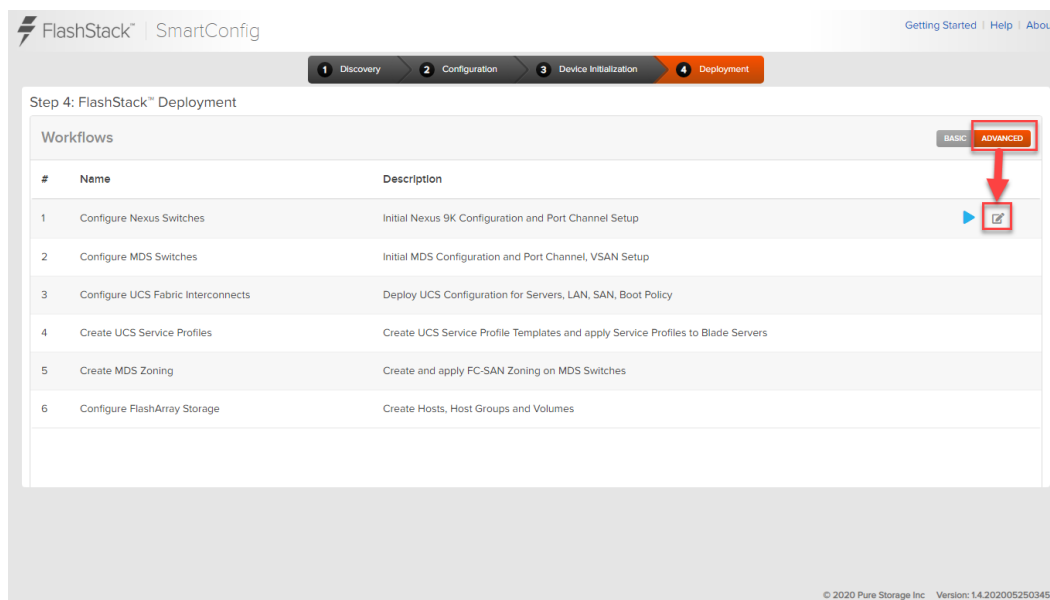 FlashStack™ SmartConfig
Getting Started Help
1 Discovery 2 Configuration 3 Device Initialization 4 Deployment
Step 4: FlashStack™ Deployment
Workflows
BASIC ADVANCED
# Name Description
1 Configure Nexus Switches Initial Nexus 9K Configuration and Port Channel Setup
2 Configure MDS Switches Initial MDS Configuration and Port Channel, VSAN Setup
3 Configure UCS Fabric Interconnects Deploy UCS Configuration for Servers, LAN, SAN, Boot Policy
4 Create UCS Service Profiles Create UCS Service Profile Templates and apply Service Profiles to Blade Servers
5 Create MDS Zoning Create and apply FC-SAN Zoning on MDS Switches
6 Configure FlashArray Storage Create Hosts, Host Groups and Volumes
© 2020 Pure Storage Inc Version: 1.4.202005250345